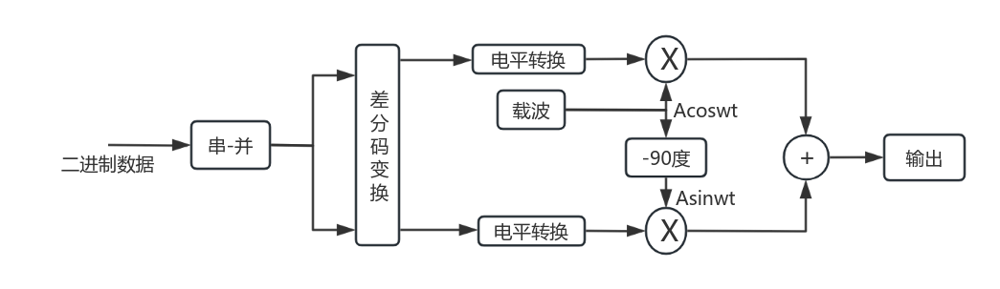 二进制数据
串-并
差分码变换
电平转换
载波
电平转换
X
Acoswt
-90度
Asinwt
X
+
输出